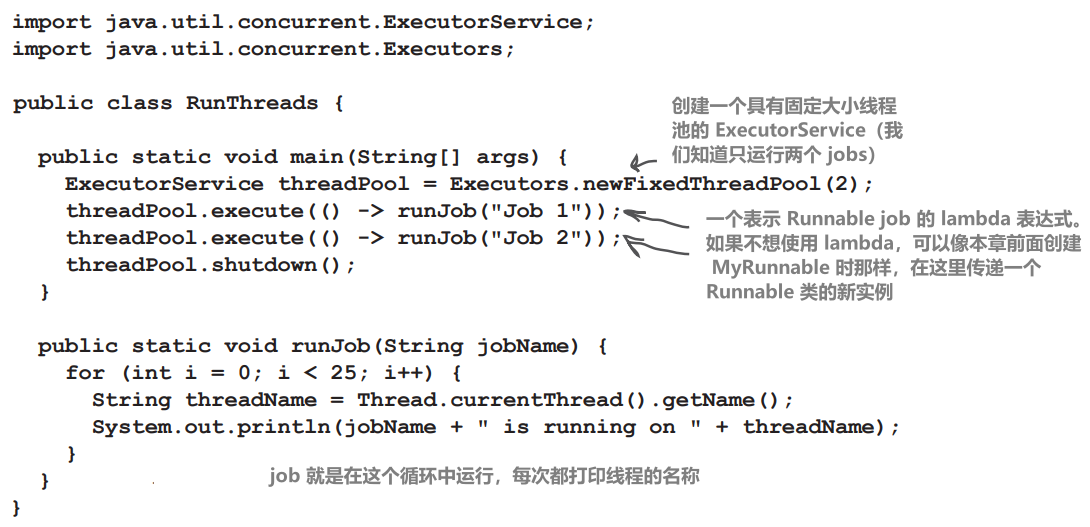 import java.util.concurrent.ExecutorService;
import java.util.concurrent.Executors;
public class RunThreads {
public static void main(String[] args) {
ExecutorService threadPool = Executors.newFixedThreadPool(2);
threadPool.execute(() -> runJob("Job 1"));
threadPool.execute(() -> runJob("Job 2"));
threadPool.shutdown();
}
创建一个具有固定大小线程
池的 ExecutorService（我
们知道只运行两个 jobs）
一个表示 Runnable job 的 lambda 表达式。
如果不想使用 lambda，可以像本章前面创建
MyRunnable 时那样，在这里传递一个
Runnable 类的新实例
public static void runJob(String jobName) {
for (int i = 0; i < 25; i++) {
String threadName = Thread.currentThread().getName();
System.out.println(jobName + " is running on " + threadName);
}
}
job 就是在这个循环中运行，每次都打印线程的名称
}